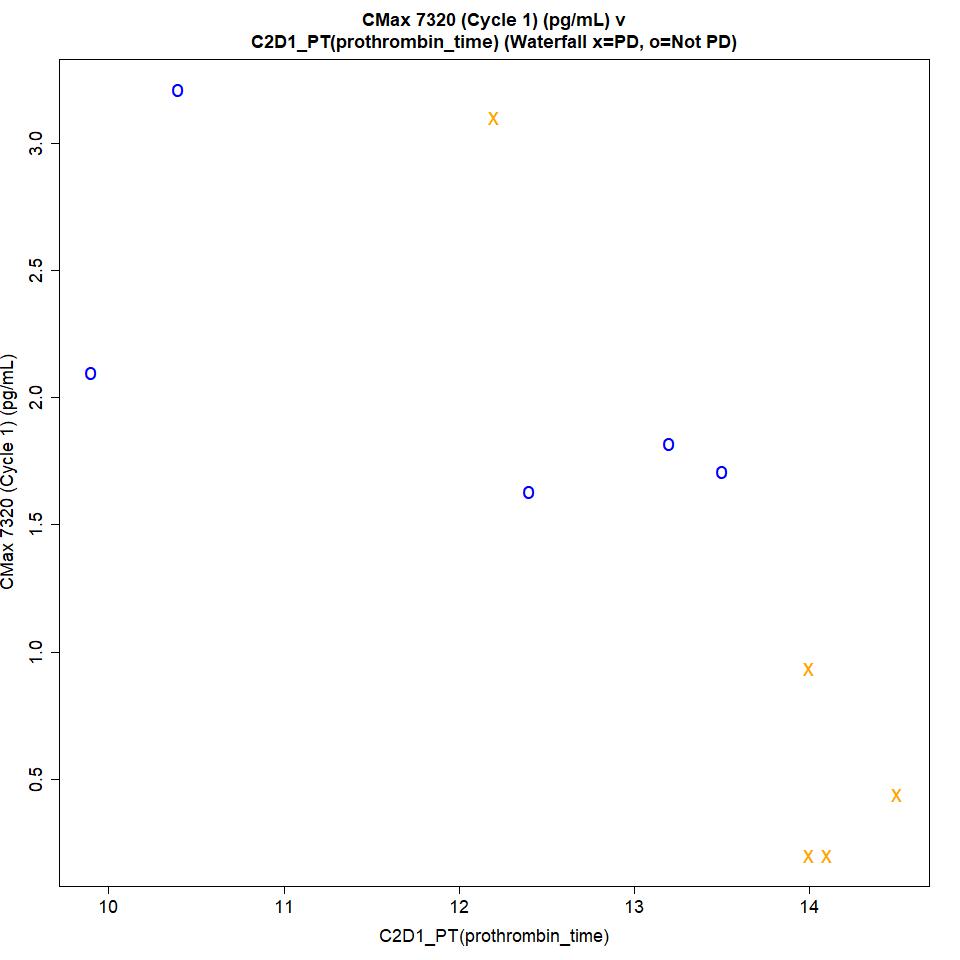 CMax 7320 (Cycle 1) (pg/mL) v
C2D1_PT(prothrombin_time) (Waterfall x=PD, o=Not PD)
CMax 7320 (Cycle 1) (pg/mL)
3.0
2.5
2.0
1.5
1.0
0.5
o
x
o
o
o
o
x
x
x x
10 11 12 13 14
C2D1_PT(prothrombin_time)